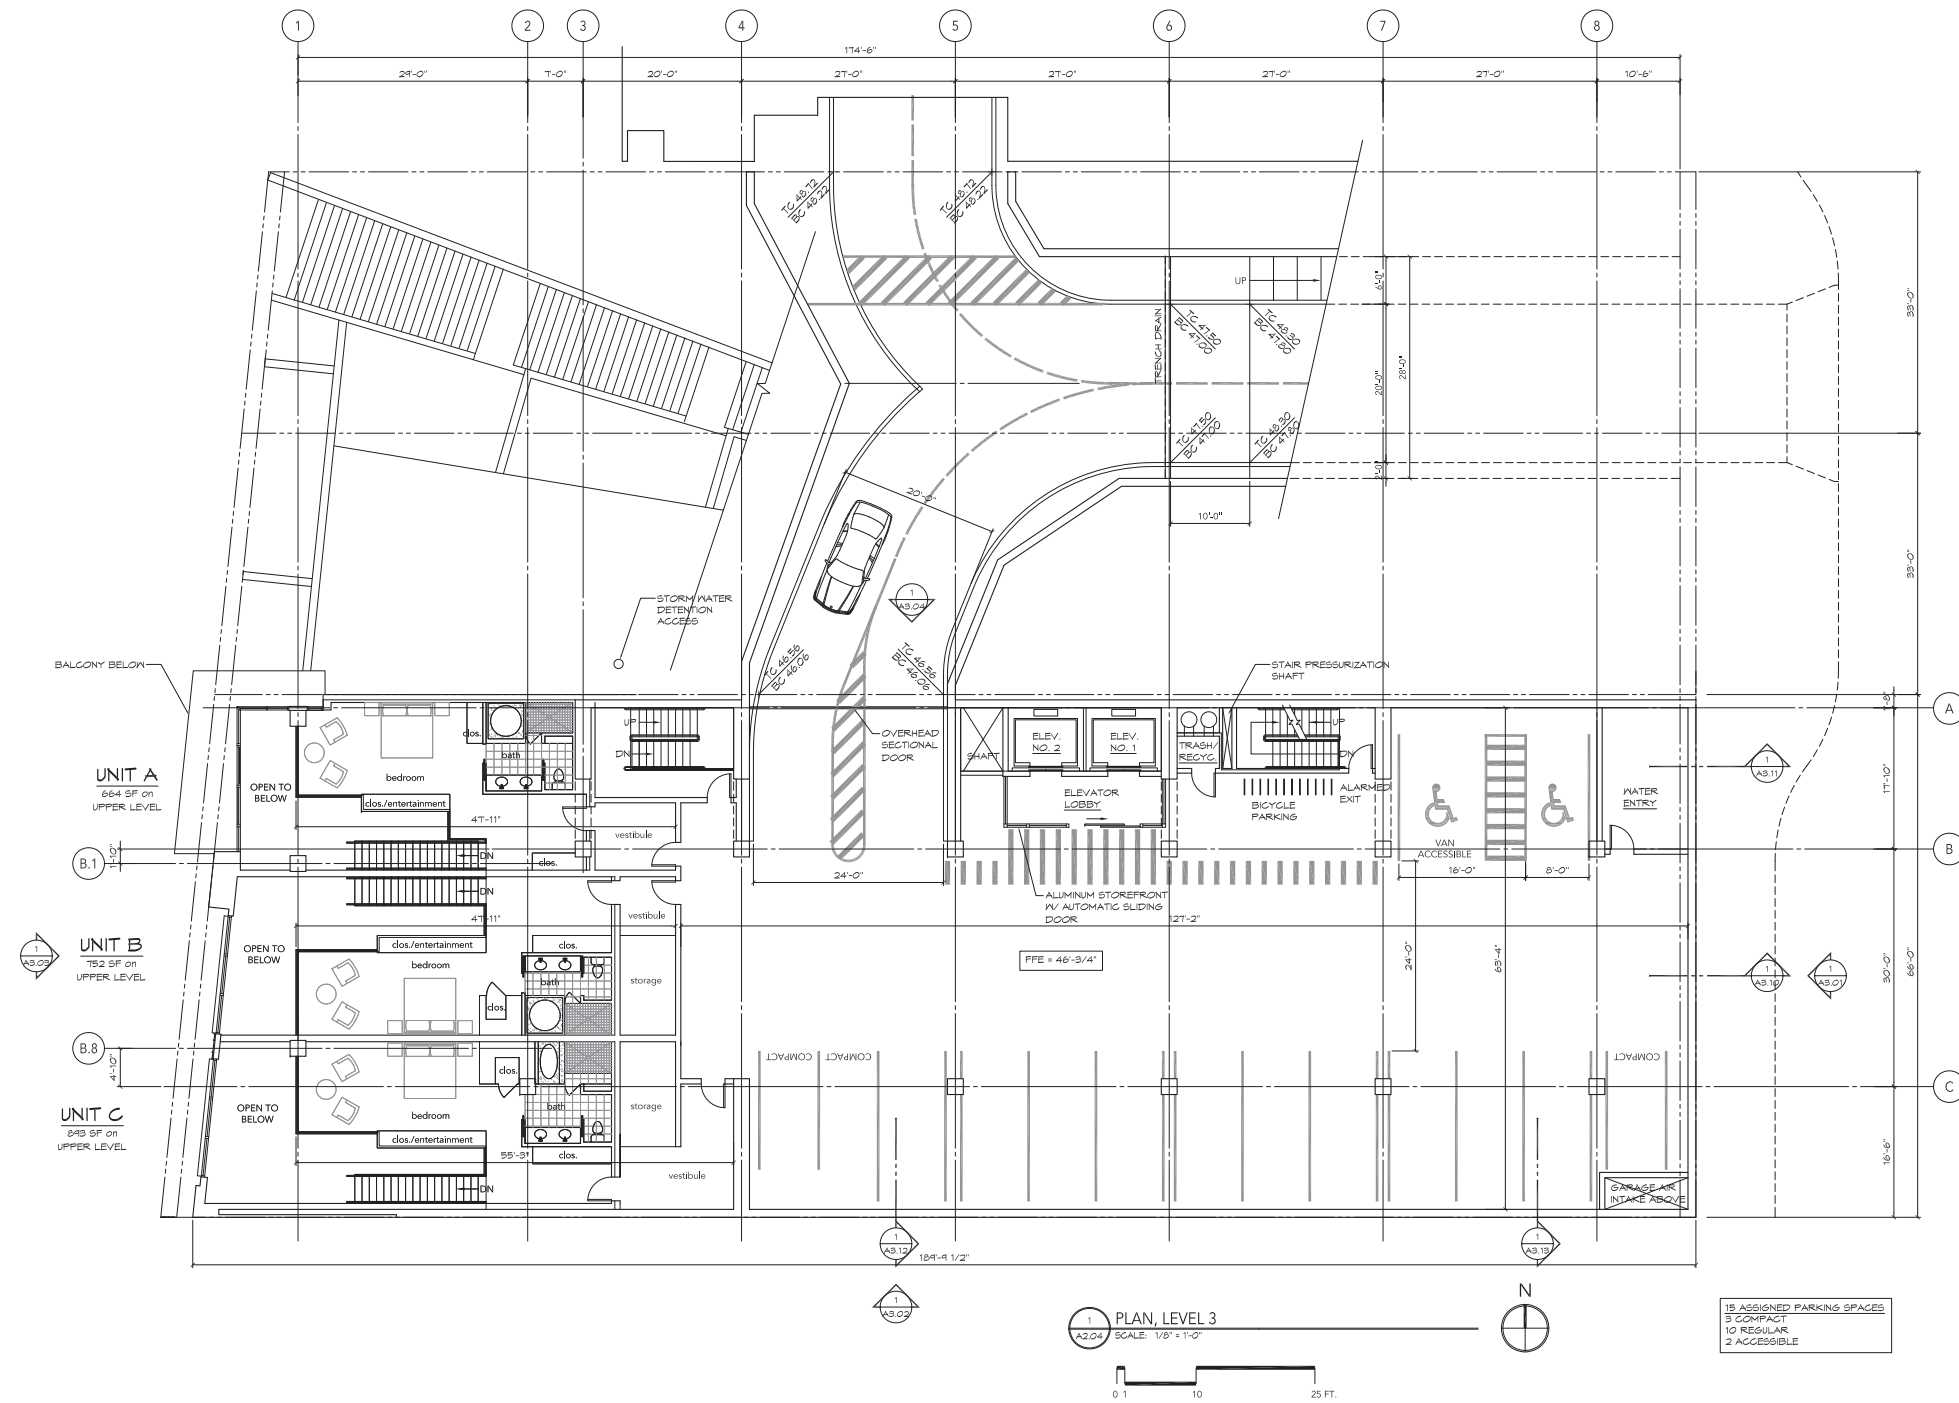 1
2
3
4
5
6
7
8
174'-6"
29'-0"
7'-0"
20'-0"
27'-0"
27'-0"
27'-0"
27'-0"
10'-6"
TC 48.72
BC 48.22
TC 48.72
BC 48.22
UP
6'-0"
33'-0"
TRENCH DRAIN
TC 47.50
BC 47.00
TC 48.30
BC 47.80
20'-0"
28'-0"
TC 47.50
BC 47.00
TC 48.30
BC 47.80
2'-0"
20'-0"
10'-0"
33'-0"
STORM WATER
DETENTION
ACCESS
1
A3.04
BALCONY BELOW
TC 46.56
BC 46.06
TC 46.56
BC 46.06
STAIR PRESSURIZATION
SHAFT
1'-8"
A
OVERHEAD
SECTIONAL
DOOR
UP
DN
clos.
bath
bedroom
clos./entertainment
OPEN TO
BELOW
UNIT A
664 SF on
UPPER LEVEL
SHAFT
ELEV.
NO. 2
ELEV.
NO. 1
TRASH/
RECYC.
UP
DN
ELEVATOR
LOBBY
BICYCLE
PARKING
ALARMED
EXIT
VAN
ACCESSIBLE
WATER
ENTRY
1
A3.11
17'-10"
47'-11"
vestibule
B
B.1
1'-10"
DN
clos.
24'-0"
16'-0"
8'-0"
DN
47'-11"
vestibule
ALUMINUM STOREFRONT
W/ AUTOMATIC SLIDING
DOOR
127'-2"
1
A3.03
UNIT B
752 SF on
UPPER LEVEL
OPEN TO
BELOW
clos./entertainment
bedroom
clos.
bath
clos.
storage
FFE = 46'-3/4"
24'-0"
63'-4"
1
A3.10
1
A3.01
30'-0"
66'-0"
B.8
4'-10"
COMPACT
COMPACT
COMPACT
C
UNIT C
893 SF on
UPPER LEVEL
OPEN TO
BELOW
clos.
bath
bedroom
clos./entertainment
storage
55'-3"
clos.
DN
vestibule
16'-6"
GARAGE AIR
INTAKE ABOVE
1
A3.12
1
A3.13
189'-9 1/2"
1
A3.02
N
1
A2.04
PLAN, LEVEL 3
SCALE: 1/8" = 1'-0"
0 1 10 25 FT.
15 ASSIGNED PARKING SPACES
3 COMPACT
10 REGULAR
2 ACCESSIBLE